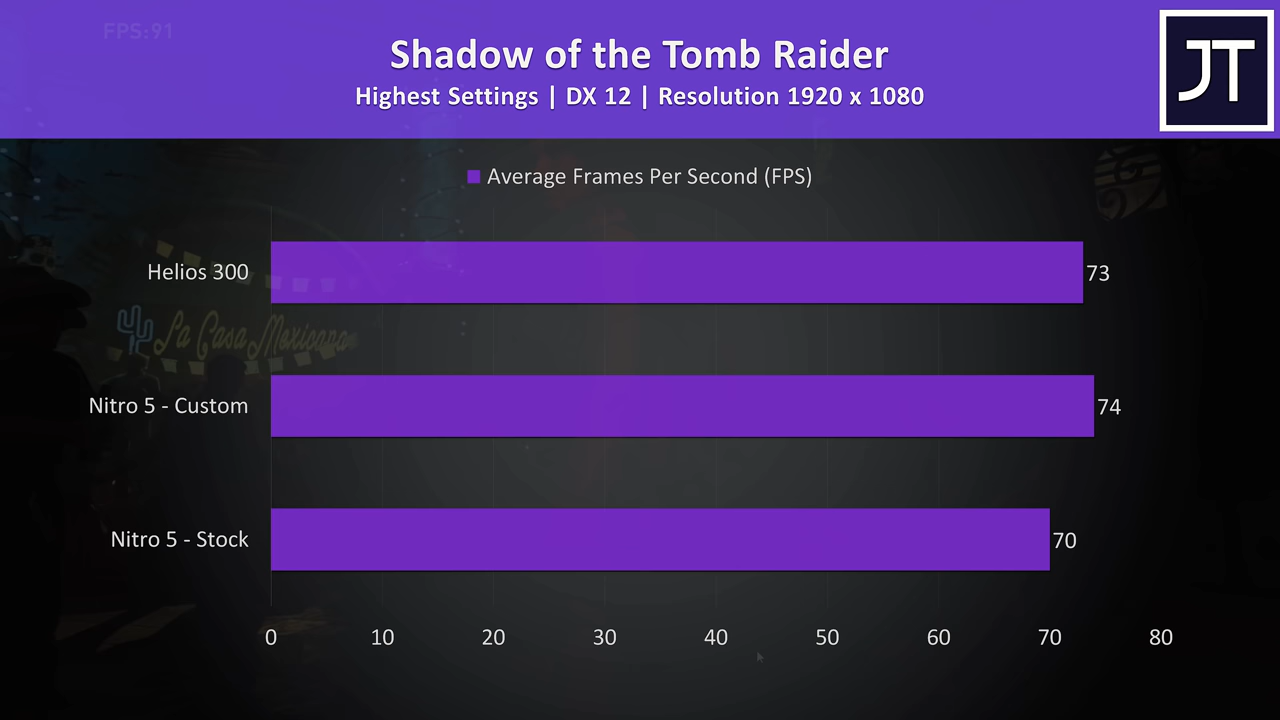 FPS:91
Shadow of the Tomb Raider
Highest Settings | DX 12 | Resolution 1920 x 1080
JT
Average Frames Per Second (FPS)
Helios 300
73
La Casa Mexicana
Nitro 5 - Custom
74
Nitro 5 - Stock
70
0 10 20 30 40 50 60 70 80